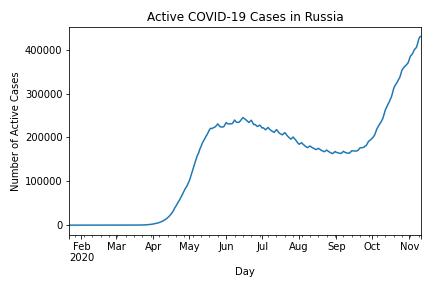 Active COVID-19 Cases in Russia
Number of Active Cases
400000
300000
200000
100000
0
Feb Mar Apr May Jun Jul Aug Sep Oct Nov
2020
Day